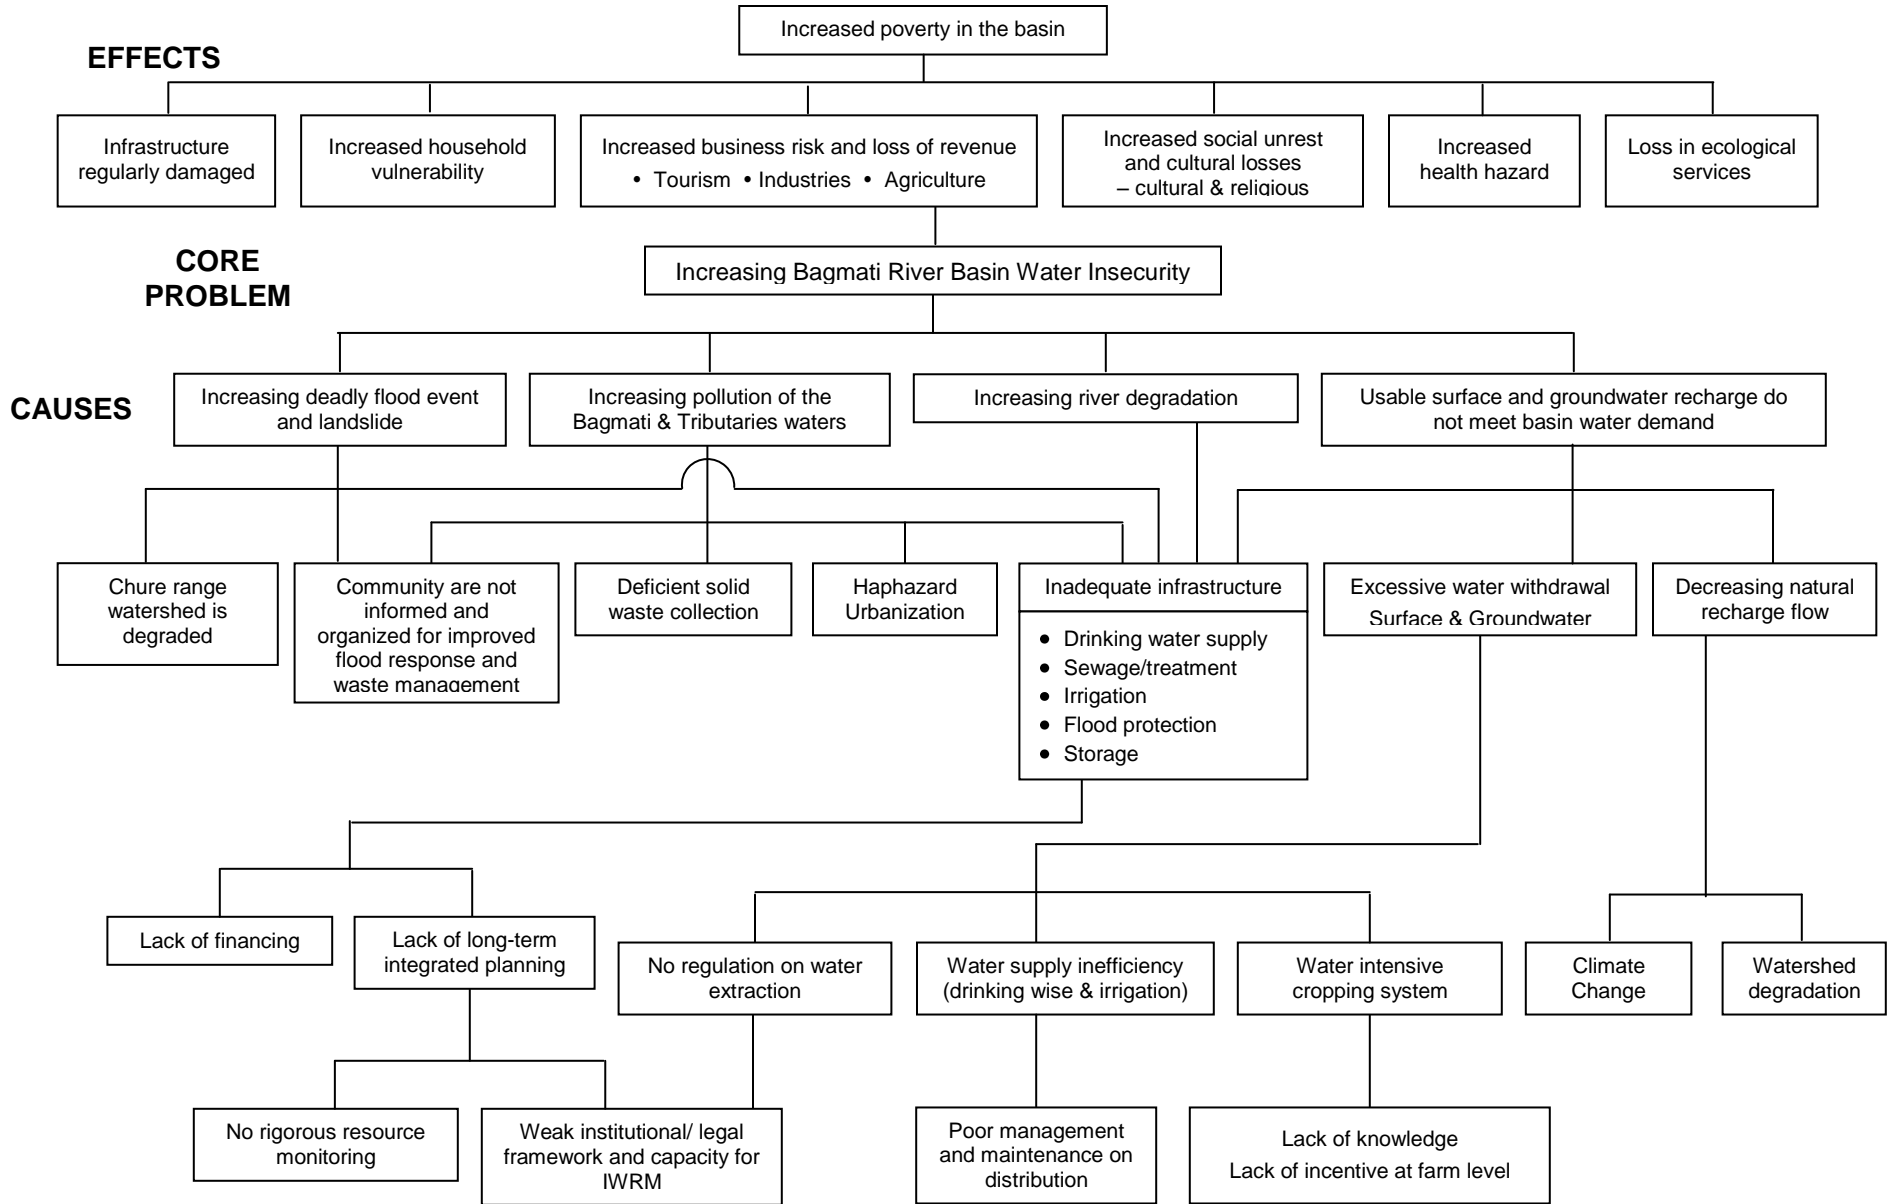 Increased poverty in the basin
EFFECTS
Infrastructure
regularly damaged
Increased household
vulnerability
Increased business risk and loss of revenue
• Tourism • Industries • Agriculture
Increased social unrest
and cultural losses
– cultural & religious
Increased
health hazard
Loss in ecological
services
CORE
PROBLEM
Increasing Bagmati River Basin Water Insecurity
CAUSES
Increasing deadly flood event
and landslide
Increasing pollution of the
Bagmati & Tributaries waters
Increasing river degradation
Usable surface and groundwater recharge do
not meet basin water demand
Chure range
watershed is
degraded
Community are not
informed and
organized for improved
flood response and
waste management
Deficient solid
waste collection
Haphazard
Urbanization
Inadequate infrastructure
• Drinking water supply
• Sewage/treatment
• Irrigation
• Flood protection
• Storage
Excessive water withdrawal
Surface & Groundwater
Decreasing natural
recharge flow
Lack of financing
Lack of long-term
integrated planning
No regulation on water
extraction
Water supply inefficiency
(drinking wise & irrigation)
Water intensive
cropping system
Climate
Change
Watershed
degradation
No rigorous resource
monitoring
Weak institutional/ legal
framework and capacity for
IWRM
Poor management
and maintenance on
distribution
Lack of knowledge
Lack of incentive at farm level